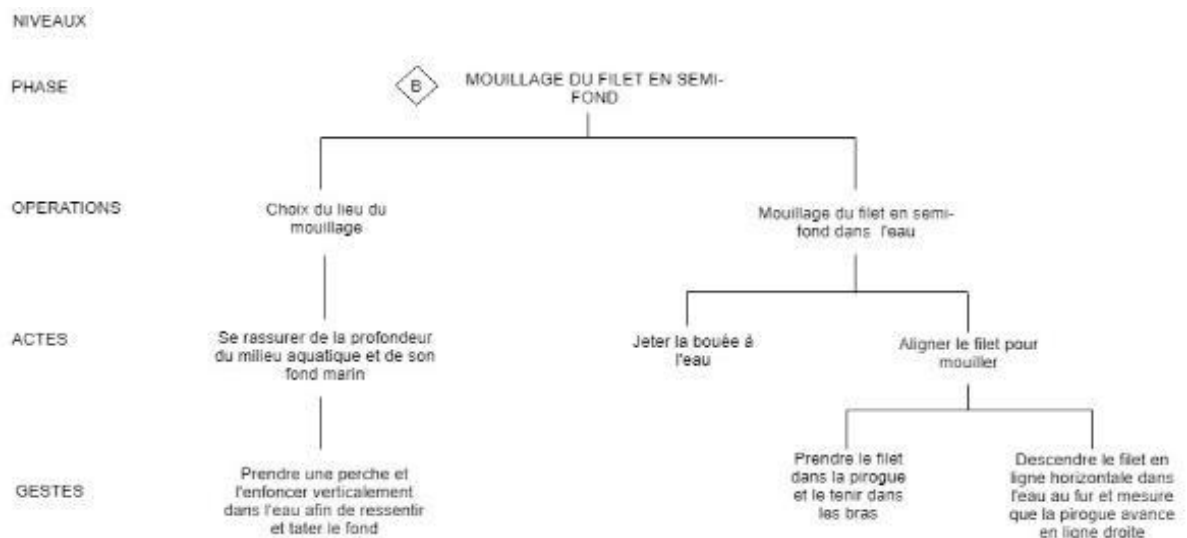 NIVEAUX
PHASE
B
MOUILLAGE DU FILET EN SEMI-
FOND
OPERATIONS
Choix du lieu du
mouillage
Mouillage du filet en semi-
fond dans l'eau
ACTES
Se rassurer de la profondeur
du milieu aquatique et de son
fond marin
Jeter la bouée à
l'eau
Aligner le filet pour
mouiller
GESTES
Prendre une perche et
l'enfoncer verticalement
dans l'eau afin de ressentir
et tater le fond
Prendre le filet
dans la pirogue
et le tenir dans
les bras
Descendre le filet en
ligne horizontale dans
l'eau au fur et mesure
que la pirogue avance
en ligne droite